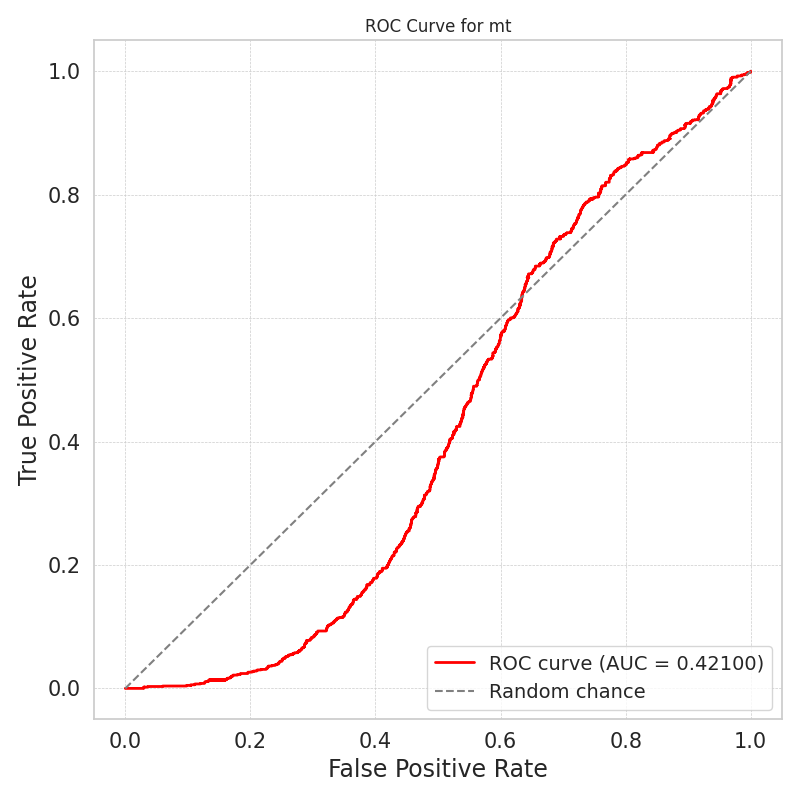 ROC Curve for mt
True Positive Rate
1.0
0.8
0.6
0.4
0.2
0.0
ROC curve (AUC = 0.42100)
Random chance
0.0 0.2 0.4 0.6 0.8 1.0
False Positive Rate